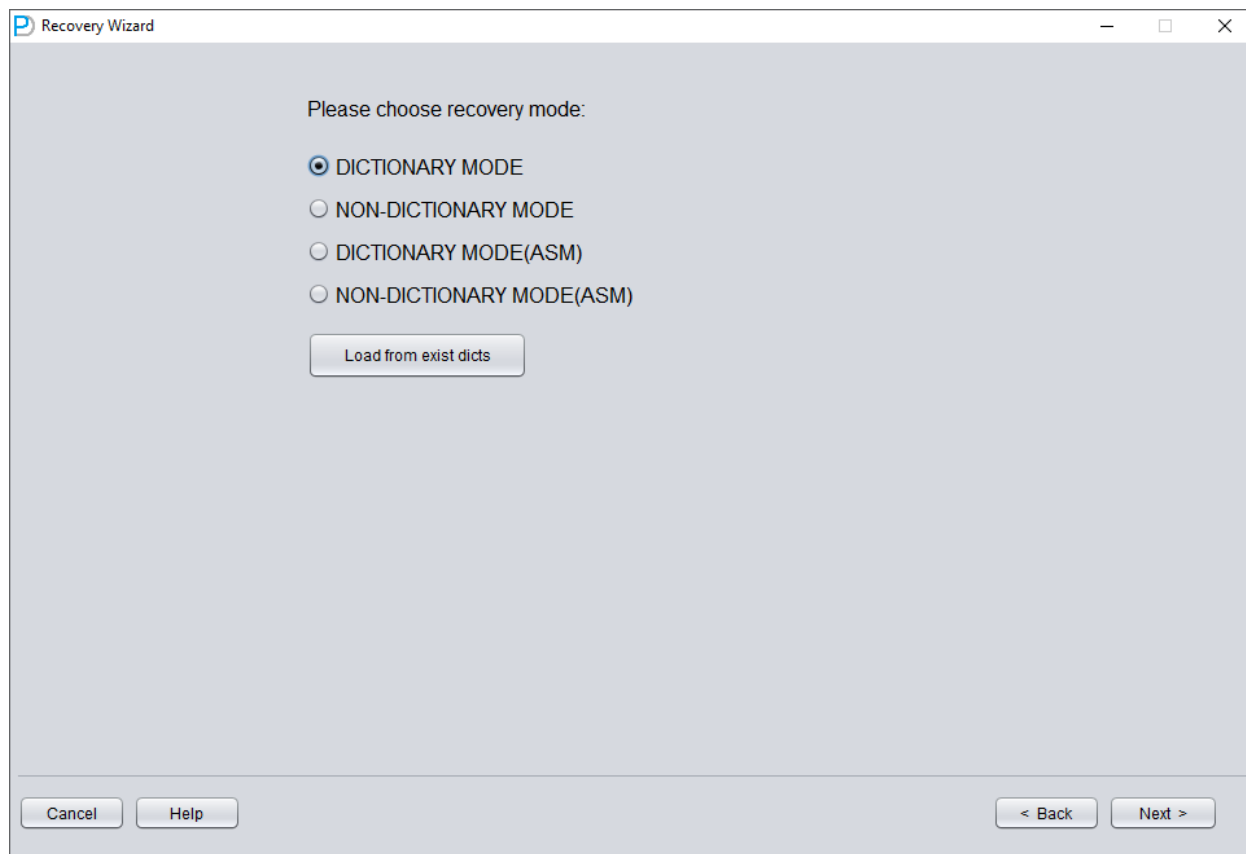 Recovery Wizard
Please choose recovery mode:
DICTIONARY MODE
NON-DICTIONARY MODE
DICTIONARY MODE(ASM)
NON-DICTIONARY MODE(ASM)
Load from exist dicts
Cancel Help < Back Next >